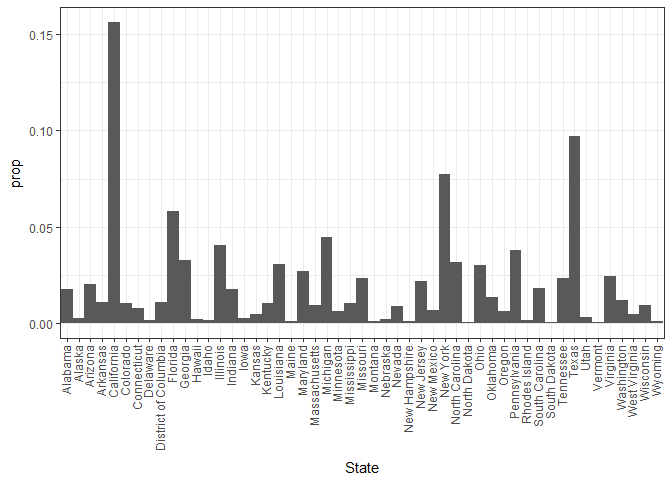 0.15
0.10
0.05
0.00
prop
Alabama
Alaska
Arizona
Arkansas
California
Colorado
Connecticut
Delaware
District of Columbia
Florida
Georgia
Hawaii
Idaho
Illinois
Indiana
Iowa
Kansas
Kentucky
Louisiana
Maine
Maryland
Massachusetts
Michigan
Minnesota
Mississippi
Missouri
Montana
Nebraska
Nevada
New Hampshire
New Jersey
New Mexico
New York
North Carolina
North Dakota
Ohio
Oklahoma
Oregon
Pennsylvania
Rhodes Island
South Carolina
South Dakota
Tennessee
Texas
Utah
Vermont
Virginia
Washington
West Virginia
Wisconsin
Wyoming
State